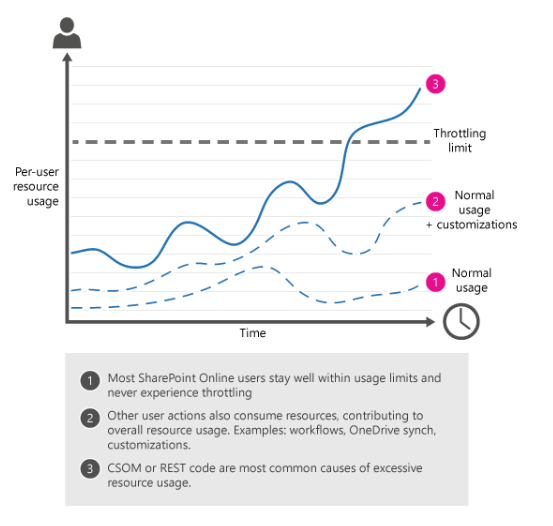 3
Throttling
limit
Per-user
resource
usage
2 Normal
usage
+ customizations
1 Normal
usage
Time
1 Most SharePoint Online users stay well within usage limits and
never experience throttling
2 Other user actions also consume resources, contributing to
overall resource usage. Examples: workflows, OneDrive synch,
customizations.
3 CSOM or REST code are most common causes of excessive
resource usage.